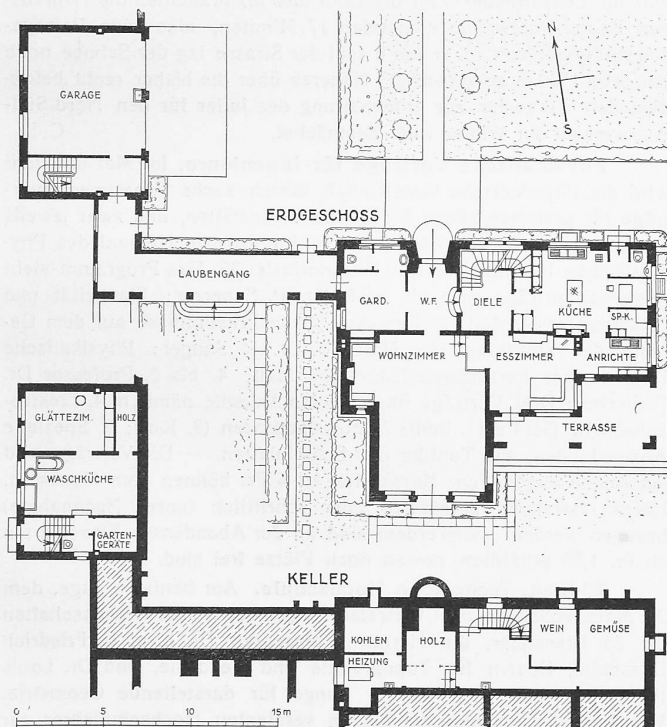 N
GARAGE
S
ERDGESCHOSS
LAUBENGANG
GARD.
W.F.
DIELE
KÜCHE
SP-K.
WOHNZIMMER
ESSZIMMER
ANRICHTE
TERRASSE
GLÄTTEZIM.
HOLZ
WASCHKÜCHE
GARTEN-
GERÄTE
KELLER
KOHLEN
HOLZ
WEIN
GEMÜSE
HEIZUNG
0 5 10 15 m